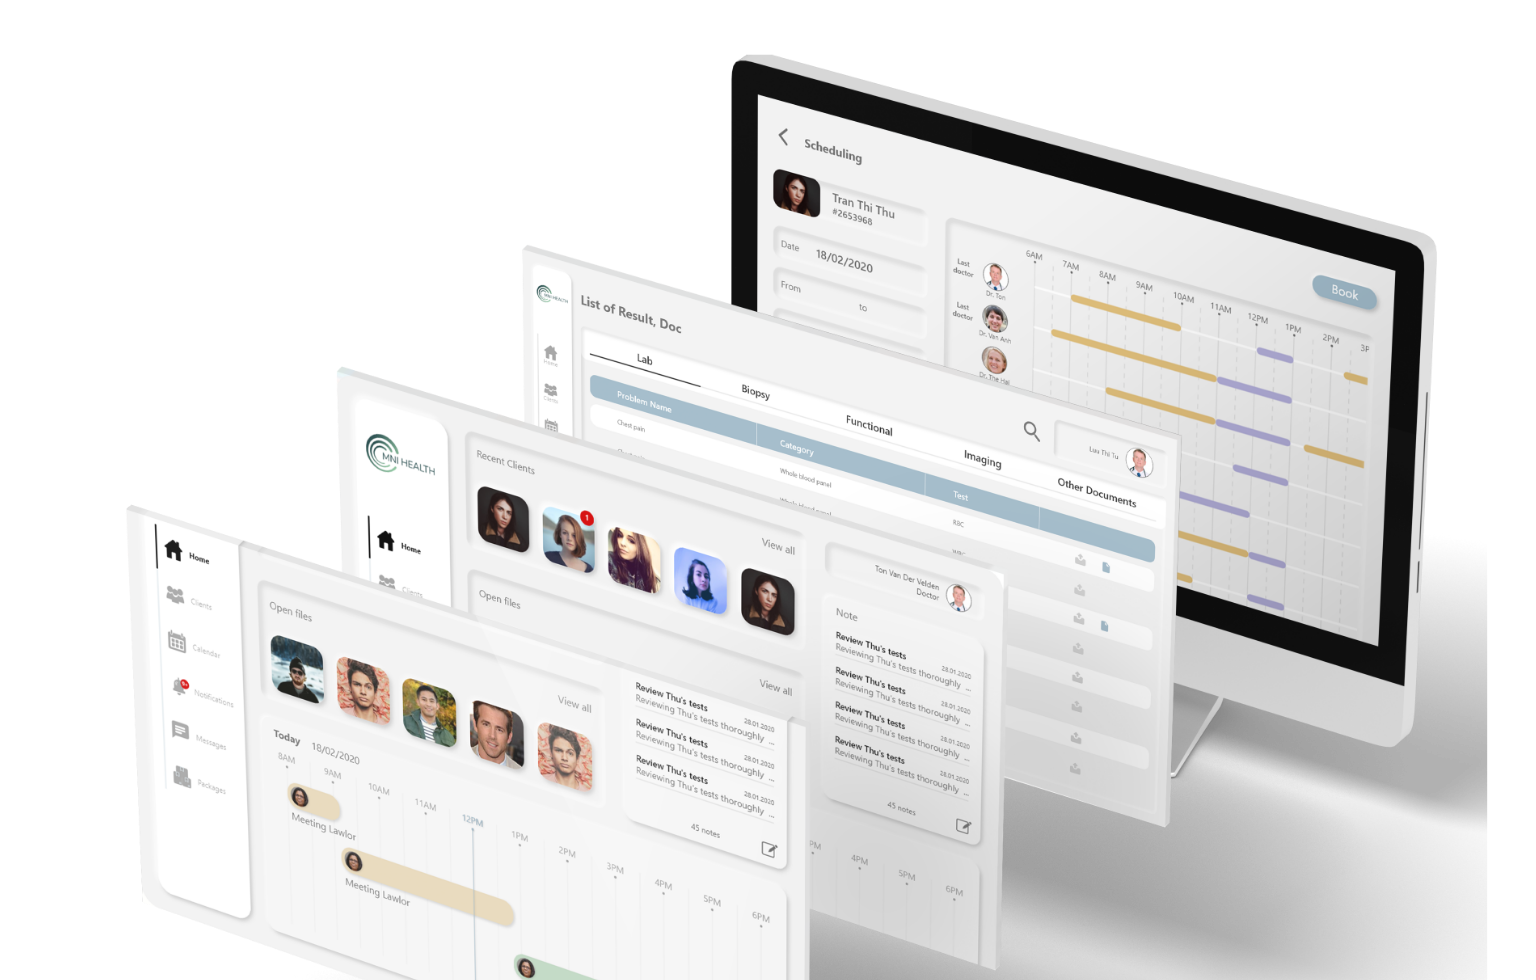 Scheduling
Tran Thi Thu
#2653968
Date
18/02/2020
From
to
Last
doctor
Dr. Ton
Last
doctor
Dr. Van Anh
Dr. The Hai
6AM
7AM
8AM
9AM
10AM
11AM
12PM
1PM
2PM
Book
MNI HEALTH
List of Result, Doc
Home
Clients
Lab
Biopsy
Functional
Imaging
Other Documents
Lau Thi Tu
Problem Name
Category
Test
Chest pain
Whole blood panel
RBC
MNI HEALTH
Home
Clients
Recent Clients
1
View all
Open files
View all
Ton Van Der Velden
Doctor
Note
Review Thu's tests
28.01.2020
Reviewing Thu's tests thoroughly ...
Review Thu's tests
28.01.2020
Reviewing Thu's tests thoroughly ...
Review Thu's tests
28.01.2020
Reviewing Thu's tests thoroughly ...
Review Thu's tests
28.01.2020
Reviewing Thu's tests thoroughly ...
45 notes
4PM
5PM
6PM
Home
Clients
Calendar
Notifications
Messages
Packages
Open files
View all
Review Thu's tests
28.01.2020
Reviewing Thu's tests thoroughly ...
Review Thu's tests
28.01.2020
Reviewing Thu's tests thoroughly ...
Review Thu's tests
28.01.2020
Reviewing Thu's tests thoroughly ...
45 notes
Today
18/02/2020
8AM
9AM
10AM
11AM
12PM
1PM
2PM
3PM
4PM
5PM
6PM
Meeting Lawlor
Meeting Lawlor